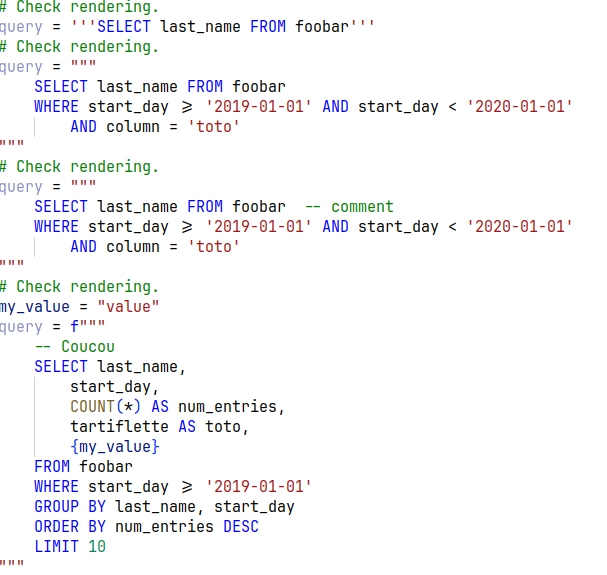 # Check rendering.
query = '''SELECT last_name FROM foobar'''
# Check rendering.
query = """
    SELECT last_name FROM foobar
    WHERE start_day >= '2019-01-01' AND start_day < '2020-01-01'
        AND column = 'toto'
"""
# Check rendering.
query = """
    SELECT last_name FROM foobar  -- comment
    WHERE start_day >= '2019-01-01' AND start_day < '2020-01-01'
        AND column = 'toto'
"""
# Check rendering.
my_value = "value"
query = f"""
    -- Coucou
    SELECT last_name,
        start_day,
        COUNT(*) AS num_entries,
        tartiflette AS toto,
        {my_value}
    FROM foobar
    WHERE start_day >= '2019-01-01'
    GROUP BY last_name, start_day
    ORDER BY num_entries DESC
    LIMIT 10
"""